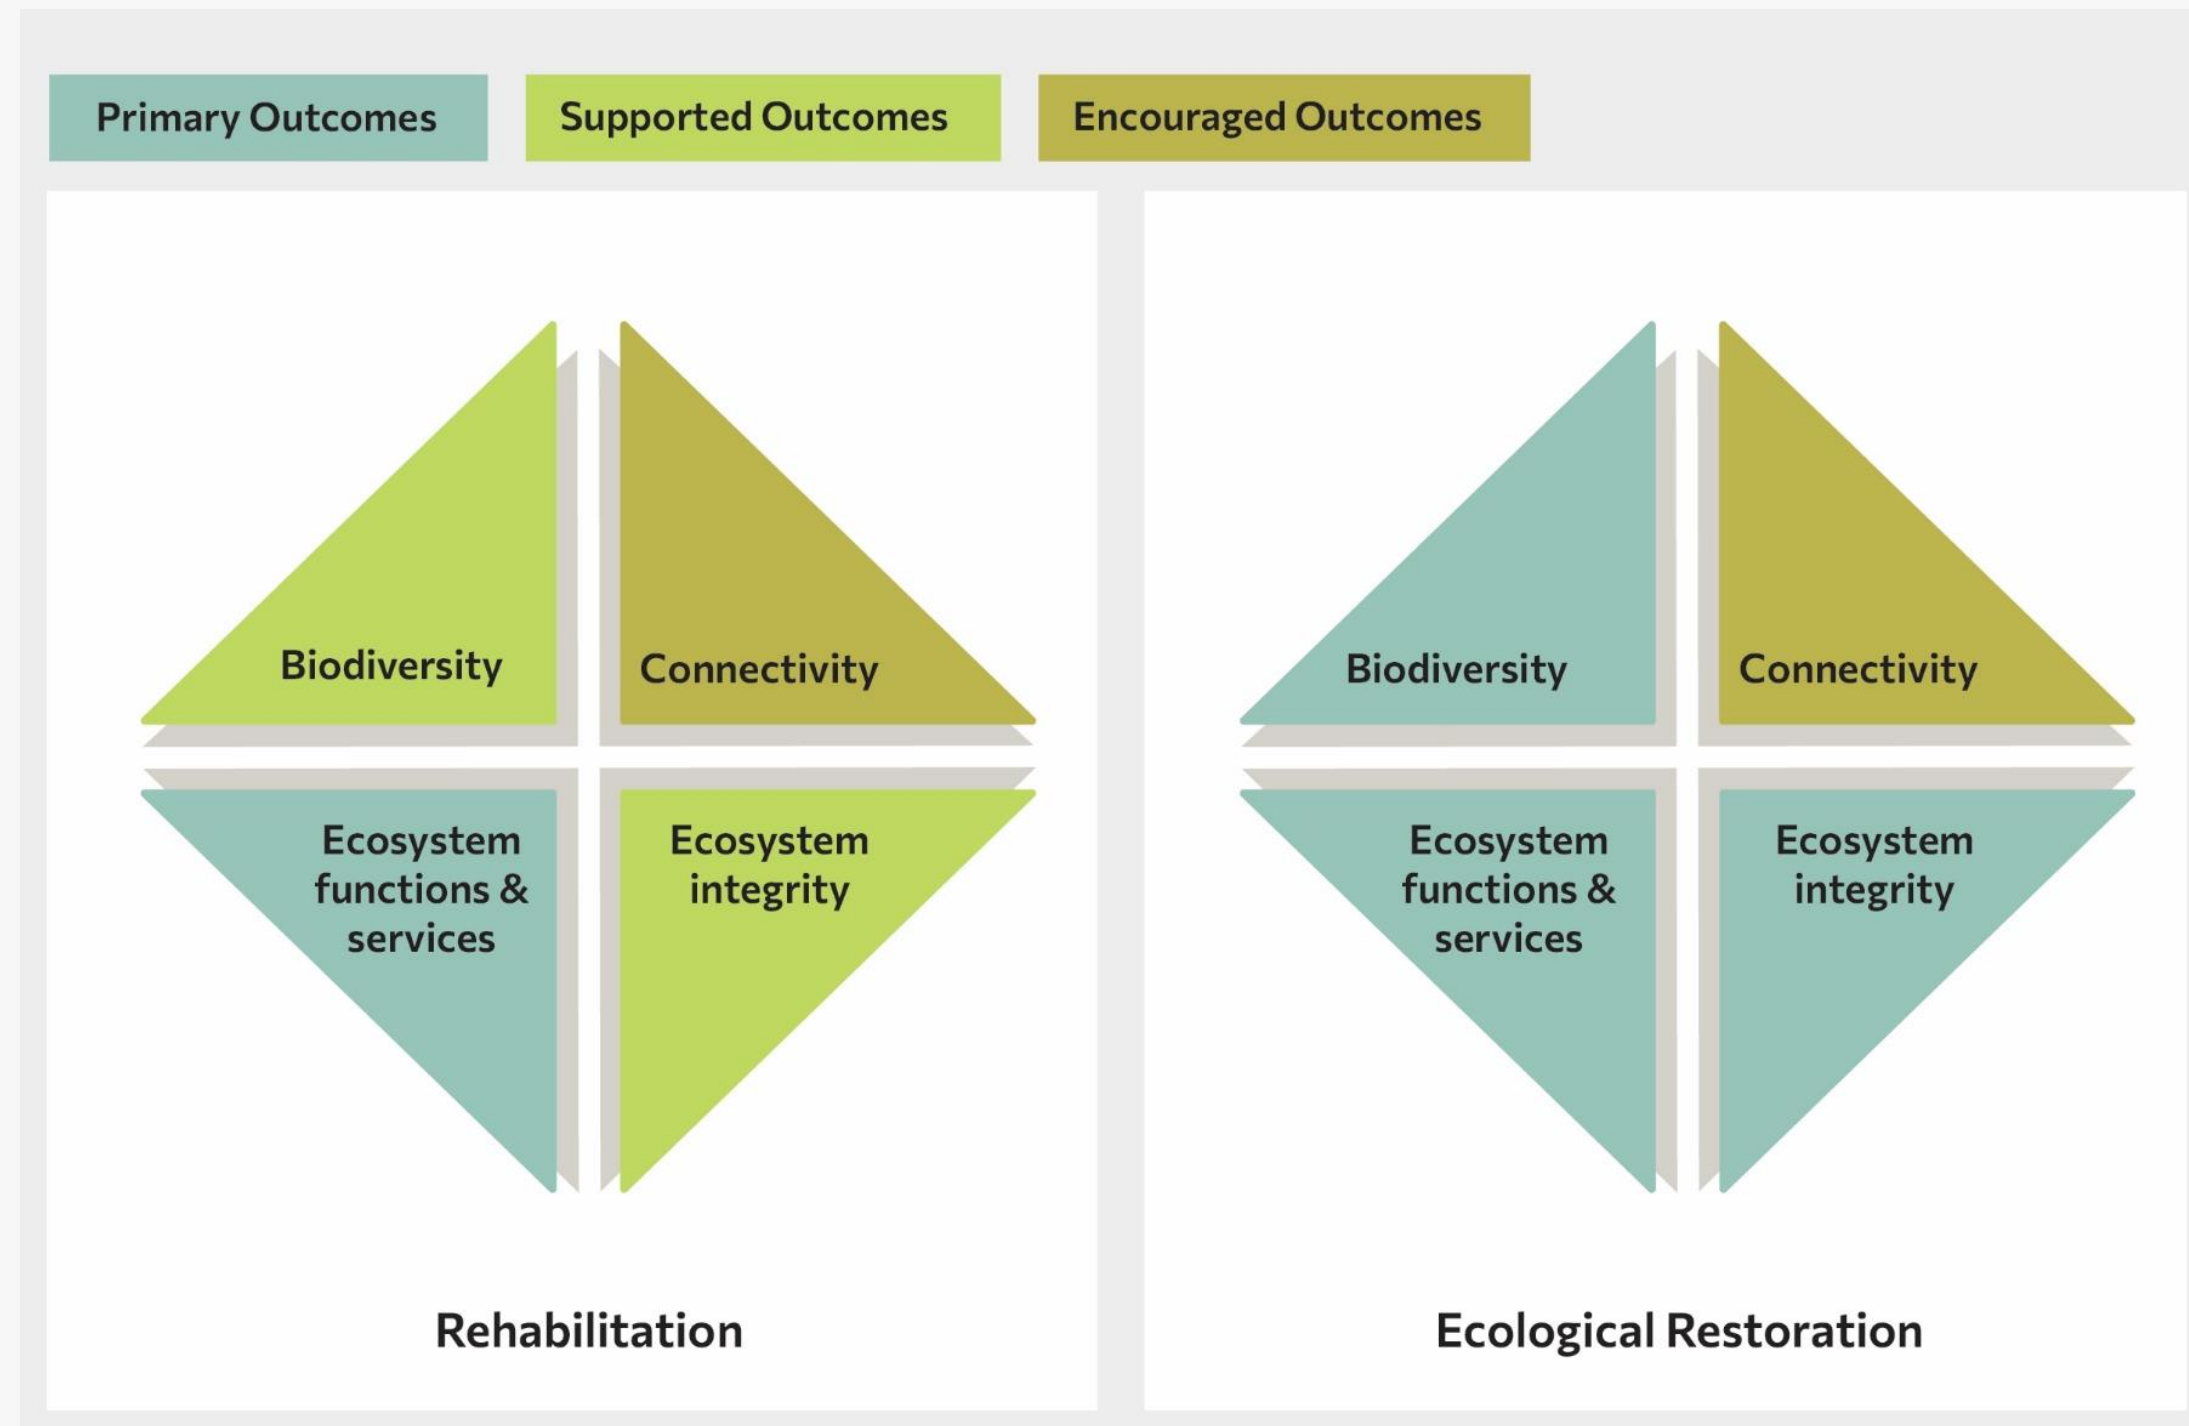 Primary Outcomes
Supported Outcomes
Encouraged Outcomes
Biodiversity
Connectivity
Ecosystem
functions &
services
Ecosystem
integrity
Rehabilitation
Biodiversity
Connectivity
Ecosystem
functions &
services
Ecosystem
integrity
Ecological Restoration